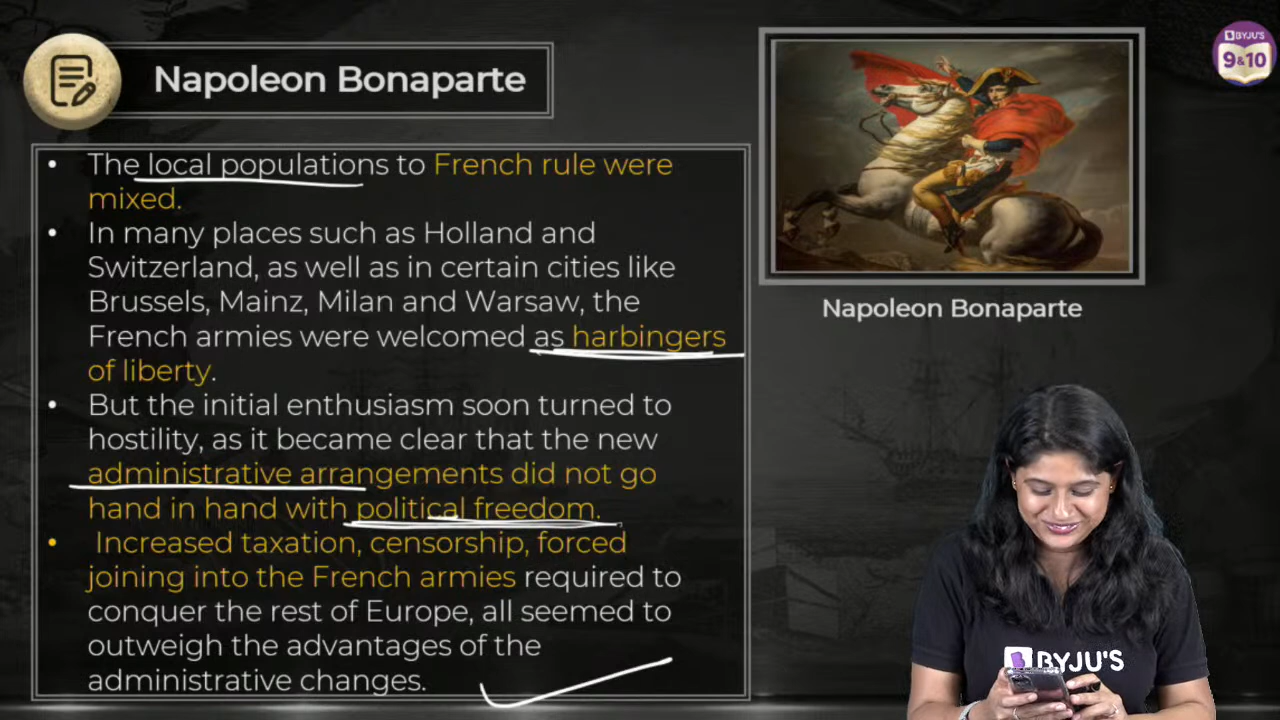 Napoleon Bonaparte
BYJU'S
9&10
• The local populations to French rule were
mixed.
• In many places such as Holland and
Switzerland, as well as in certain cities like
Brussels, Mainz, Milan and Warsaw, the
French armies were welcomed as harbingers
of liberty.
• But the initial enthusiasm soon turned to
hostility, as it became clear that the new
administrative arrangements did not go
hand in hand with political freedom.
• Increased taxation, censorship, forced
joining into the French armies required to
conquer the rest of Europe, all seemed to
outweigh the advantages of the
administrative changes.
Napoleon Bonaparte
BYJU'S